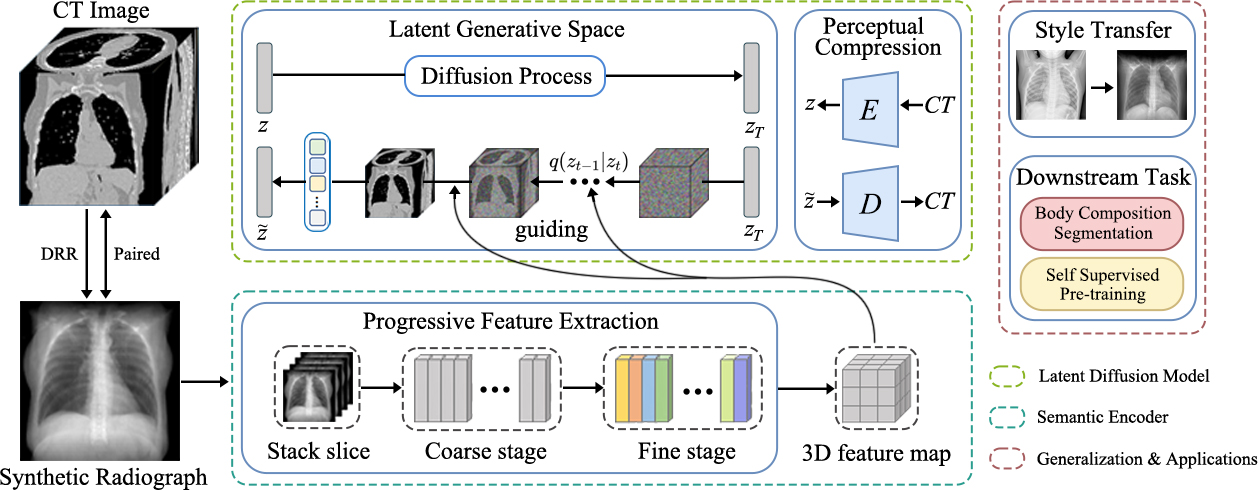 CT Image
DRR
Paired
Synthetic Radiograph
Latent Generative Space
z
Diffusion Process
z_T
z̃
q(z_{t−1}|z_t)
guiding
z_T
Perceptual
Compression
z
E
CT
z̃
D
CT
Progressive Feature Extraction
Stack slice
Coarse stage
Fine stage
3D feature map
Style Transfer
Downstream Task
Body Composition
Segmentation
Self Supervised
Pre-training
Latent Diffusion Model
Semantic Encoder
Generalization & Applications